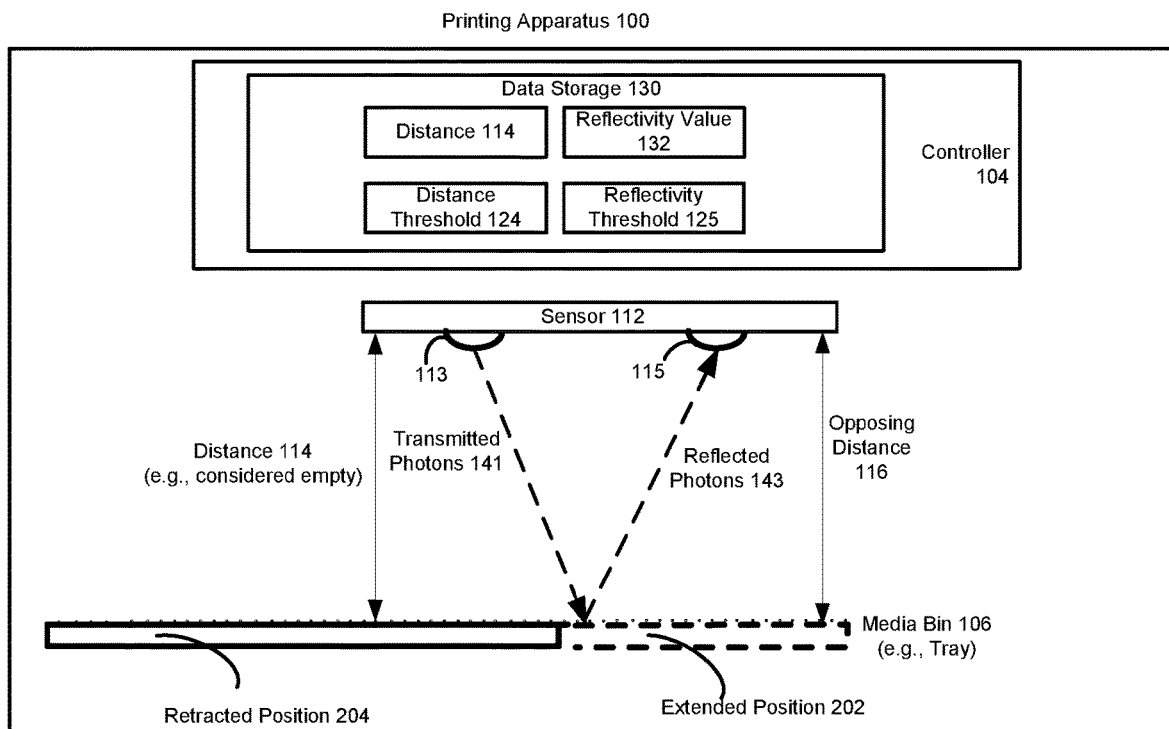 Printing Apparatus 100
Data Storage 130
Distance 114
Reflectivity Value
132
Distance
Threshold 124
Reflectivity
Threshold 125
Controller
104
Sensor 112
113
115
Distance 114
(e.g., considered empty)
Transmitted
Photons 141
Reflected
Photons 143
Opposing
Distance
116
Media Bin 106
(e.g., Tray)
Retracted Position 204
Extended Position 202